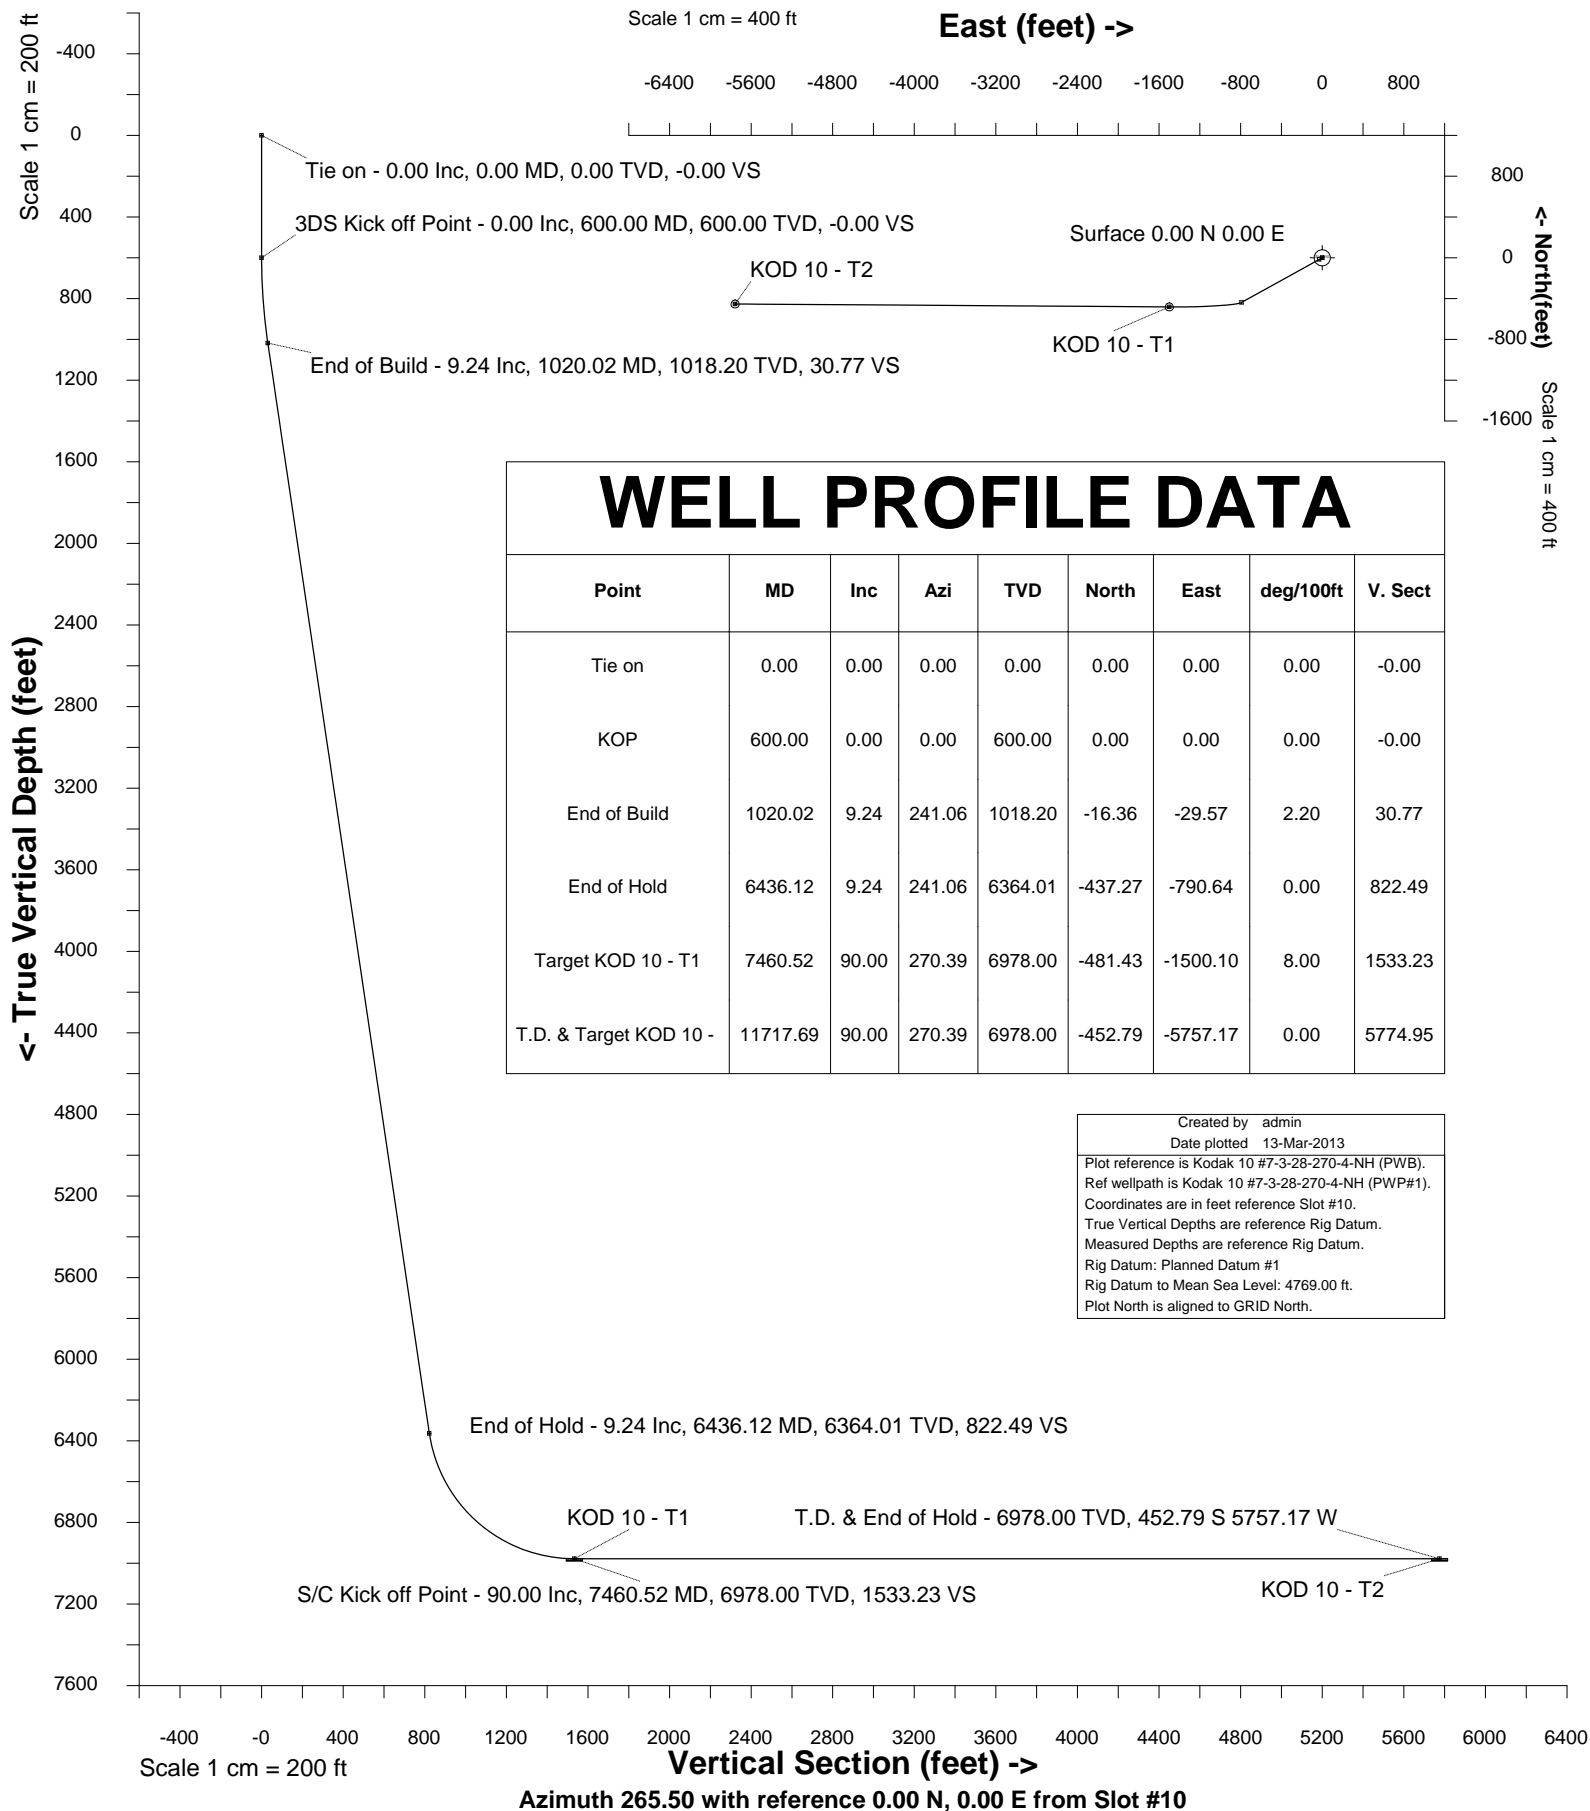 Scale 1 cm = 400 ft
East (feet) ->
-6400 -5600 -4800 -4000 -3200 -2400 -1600 -800 0 800
Scale 1 cm = 200 ft
-400
0
400
800
1200
1600
2000
2400
2800
3200
3600
4000
4400
4800
5200
5600
6000
6400
6800
7200
7600
<- True Vertical Depth (feet)
Tie on - 0.00 Inc, 0.00 MD, 0.00 TVD, -0.00 VS
3DS Kick off Point - 0.00 Inc, 600.00 MD, 600.00 TVD, -0.00 VS
End of Build - 9.24 Inc, 1020.02 MD, 1018.20 TVD, 30.77 VS
Surface 0.00 N 0.00 E
KOD 10 - T2
KOD 10 - T1
800
0
-800
-1600
<- North(feet)
Scale 1 cm = 400 ft
WELL PROFILE DATA
Point MD Inc Azi TVD North East deg/100ft V. Sect
Tie on 0.00 0.00 0.00 0.00 0.00 0.00 0.00 -0.00
KOP 600.00 0.00 0.00 600.00 0.00 0.00 0.00 -0.00
End of Build 1020.02 9.24 241.06 1018.20 -16.36 -29.57 2.20 30.77
End of Hold 6436.12 9.24 241.06 6364.01 -437.27 -790.64 0.00 822.49
Target KOD 10 - T1 7460.52 90.00 270.39 6978.00 -481.43 -1500.10 8.00 1533.23
T.D. & Target KOD 10 - 11717.69 90.00 270.39 6978.00 -452.79 -5757.17 0.00 5774.95
Created by admin
Date plotted 13-Mar-2013
Plot reference is Kodak 10 #7-3-28-270-4-NH (PWB).
Ref wellpath is Kodak 10 #7-3-28-270-4-NH (PWP#1).
Coordinates are in feet reference Slot #10.
True Vertical Depths are reference Rig Datum.
Measured Depths are reference Rig Datum.
Rig Datum: Planned Datum #1
Rig Datum to Mean Sea Level: 4769.00 ft.
Plot North is aligned to GRID North.
End of Hold - 9.24 Inc, 6436.12 MD, 6364.01 TVD, 822.49 VS
KOD 10 - T1
T.D. & End of Hold - 6978.00 TVD, 452.79 S 5757.17 W
S/C Kick off Point - 90.00 Inc, 7460.52 MD, 6978.00 TVD, 1533.23 VS
KOD 10 - T2
-400 -0 400 800 1200 1600 2000 2400 2800 3200 3600 4000 4400 4800 5200 5600 6000 6400
Scale 1 cm = 200 ft
Vertical Section (feet) ->
Azimuth 265.50 with reference 0.00 N, 0.00 E from Slot #10